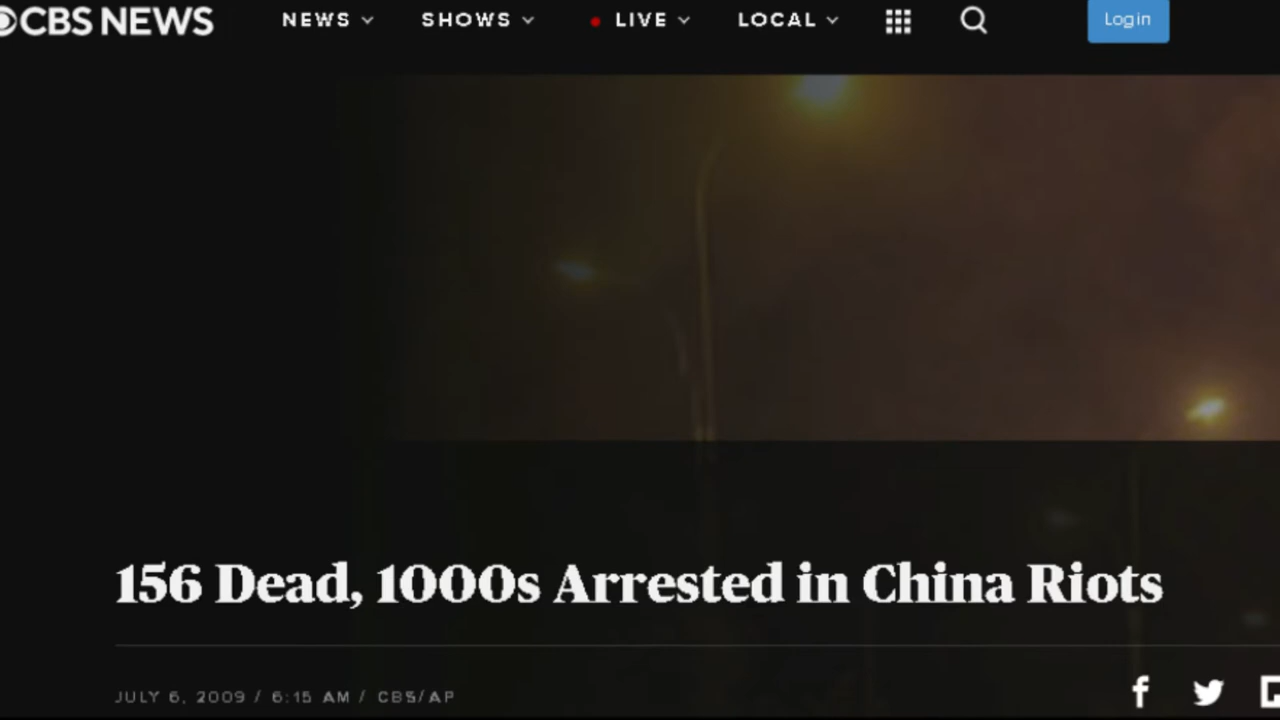 CBS NEWS NEWS SHOWS LIVE LOCAL Login
156 Dead, 1000s Arrested in China Riots
JULY 6, 2009 / 6:15 AM / CBS/AP